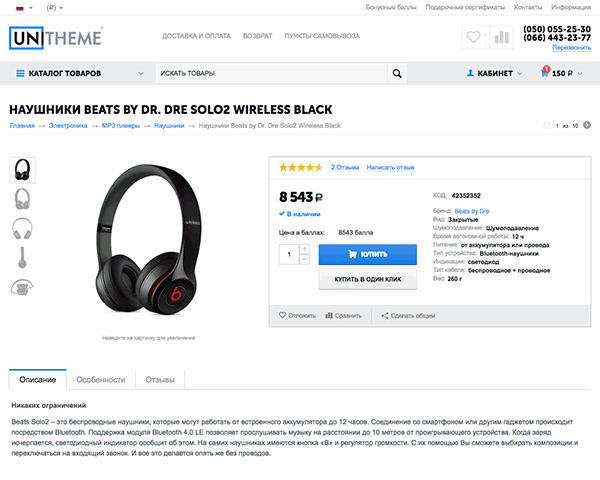 (₽)
Бонусные баллы Подарочные сертификаты Контакты Информация
UNITHEME®
ДОСТАВКА И ОПЛАТА ВОЗВРАТ ПУНКТЫ САМОВЫВОЗА
(050) 055-25-30
(066) 443-23-77
Перезвонить
КАТАЛОГ ТОВАРОВ ИСКАТЬ ТОВАРЫ КАБИНЕТ 1 150 ₽
НАУШНИКИ BEATS BY DR. DRE SOLO2 WIRELESS BLACK
Главная → Электроника → MP3 плееры → Наушники → Наушники Beats by Dr. Dre Solo2 Wireless Black 1 из 10
2 Отзыва Написать отзыв
8 543 ₽
✓ В наличии
Цена в баллах: 8543 балла
1 + − КУПИТЬ
КУПИТЬ В ОДИН КЛИК
КОД: 42352352
Бренд: Beats by Dre
Вид: Закрытые
Шумоподавление: Шумоподавление
Время автономной работы: 12 ч
Питание: от аккумулятора или провода
Тип устройства: Bluetooth-наушники
Индикация: светодиод
Тип кабеля: беспроводное + проводное
Вес: 260 г
Отложить Сравнить Сделать общим
wireless
b
Наведите на картинку для увеличения
Описание Особенности Отзывы
Никаких ограничений
Beats Solo2 – это беспроводные наушники, которые могут работать от встроенного аккумулятора до 12 часов. Соединение со смартфоном или другим гаджетом происходит
посредством Bluetooth. Поддержка модуля Bluetooth 4.0 LE позволяет прослушивать музыку на расстоянии до 10 метров от проигрывающего устройства. Когда заряд
исчерпается, светодиодный индикатор сообщит об этом. На самих наушниках имеются кнопка «B» и регулятор громкости. С их помощью Вы сможете выбирать композиции и
переключаться на входящий звонок. И все это делается опять же без проводов.